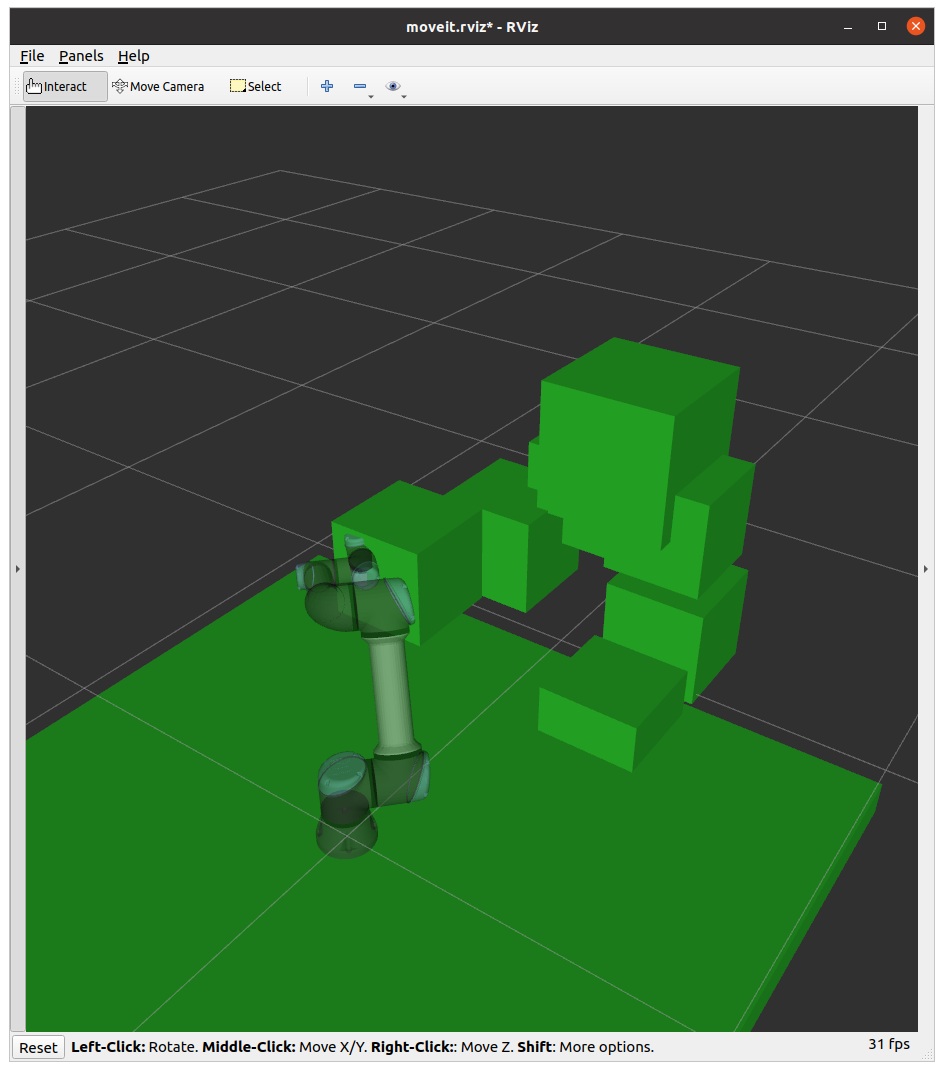 moveit.rviz* - RViz
File Panels Help
Interact Move Camera Select
Reset Left-Click: Rotate. Middle-Click: Move X/Y. Right-Click:: Move Z. Shift: More options. 31 fps